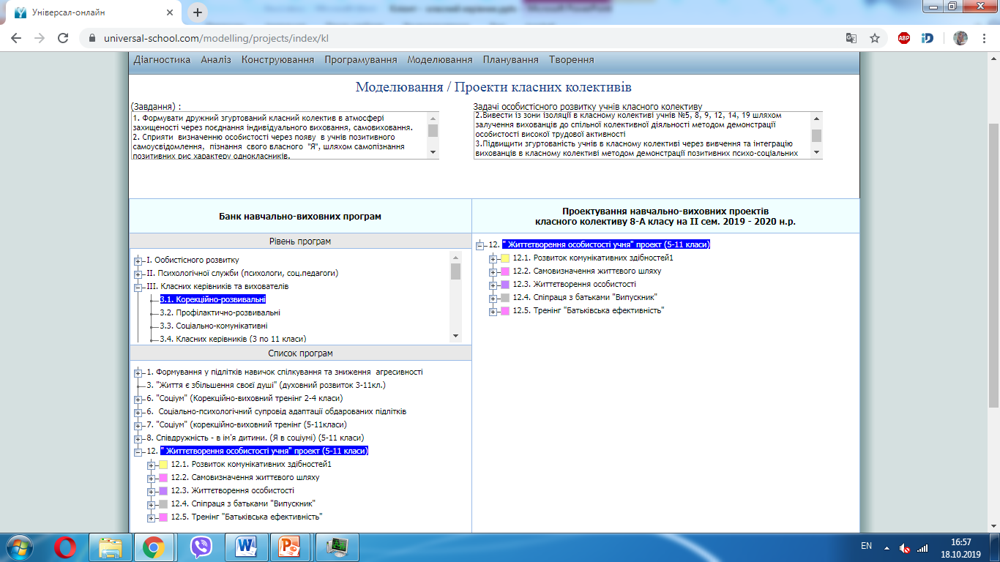 Універсал-онлайн
universal-school.com/modelling/projects/index/kl
ABP
Діагностика Аналіз Конструювання Програмування Моделювання Планування Творення
Моделювання / Проекти класних колективів
(Завдання) :
1. Формувати дружний згуртований класний колектив в атмосфері
захищеності через поєднання індивідуального виховання, самовиховання.
2. Сприяти визначенню особистості через появу в учнів позитивного
самоусвідомлення, пізнання свого власного "Я", шляхом самопізнання
позитивних рис характеру однокласників.
Задачі особистісного розвитку учнів класного колективу
2.Вивести із зони ізоляції в класному колективі учнів №5, 8, 9, 12, 14, 19 шляхом
залучення вихованців до спільної колективної діяльності методом демонстрації
особистості високої трудової активності
3.Підвищити згуртованість учнів в класному колективі через вивчення та інтеграцію
вихованців в класному колективі методом демонстрації позитивних психо-соціальних
Банк навчально-виховних програм
Рівень програм
І. Ообистісного розвитку
ІІ. Психологічної служби (психологи, соц.педагоги)
ІІІ. Класних керівників та вихователів
3.1. Корекційно-розвивальні
3.2. Профілактично-розвивальні
3.3. Соціально-комунікативні
3.4. Класних керівників (3 по 11 класи)
Список програм
1. Формування у підлітків навичок спілкування та зниження агресивності
3. "Життя є збільшення своєї душі" (духовний розвиток 3-11кл.)
6. "Соціум" (Корекційно-виховний тренінг 2-4 класи)
6. Соціально-психологічний супровід адаптації обдарованих підлітків
7. "Соціум" (корекційно-виховний тренінг (5-11класи)
8. Співдружність - в ім'я дитини. (Я в соціумі) (5-11 класи)
12. " Життєтворення особистості учня" проект (5-11 класи)
12.1. Розвиток комунікативних здібностей1
12.2. Самовизначення життєвого шляху
12.3. Життєтворення особистості
12.4. Спіпраця з батьками "Випускник"
12.5. Тренінг "Батьківська ефективність"
Проектування навчально-виховних проектів
класного колективу 8-А класу на ІІ сем. 2019 - 2020 н.р.
12. " Життєтворення особистості учня" проект (5-11 класи)
12.1. Розвиток комунікативних здібностей1
12.2. Самовизначення життєвого шляху
12.3. Життєтворення особистості
12.4. Спіпраця з батьками "Випускник"
12.5. Тренінг "Батьківська ефективність"
EN
16:57
18.10.2019